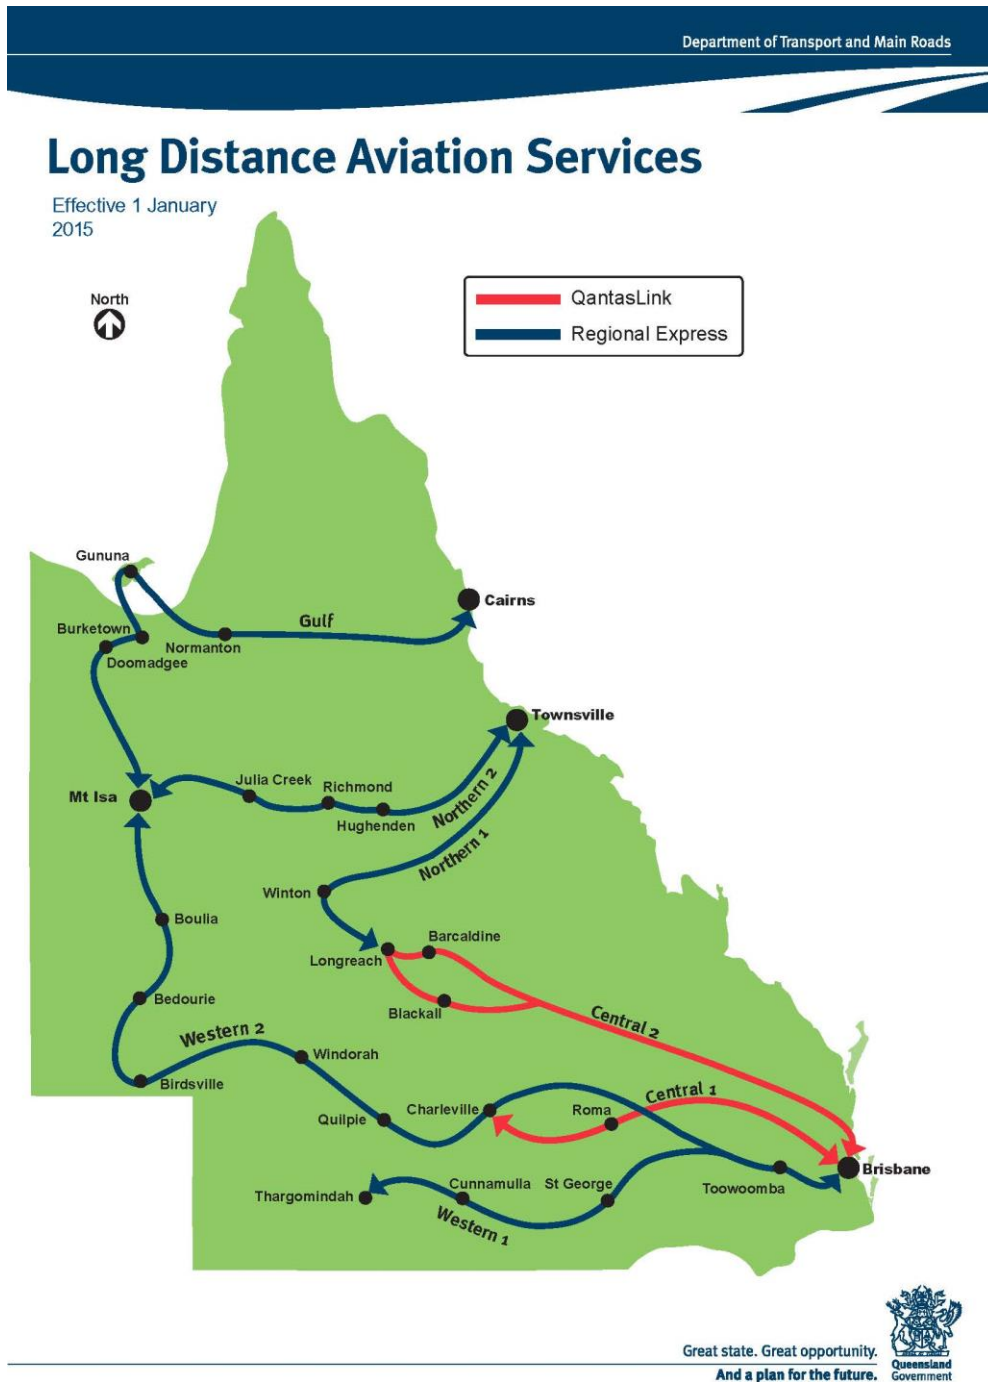 Department of Transport and Main Roads
Long Distance Aviation Services
Effective 1 January
2015
North
QantasLink
Regional Express
Gununa
Cairns
Gulf
Burketown
Normanton
Doomadgee
Townsville
Julia Creek
Richmond
Mt Isa
Hughenden
Northern 2
Northern 1
Winton
Boulia
Barcaldine
Longreach
Bedourie
Blackall
Central 2
Western 2
Windorah
Birdsville
Central 1
Charleville
Roma
Quilpie
Brisbane
Toowoomba
Cunnamulla
St George
Thargomindah
Western 1
Great state. Great opportunity.
And a plan for the future.
Queensland
Government